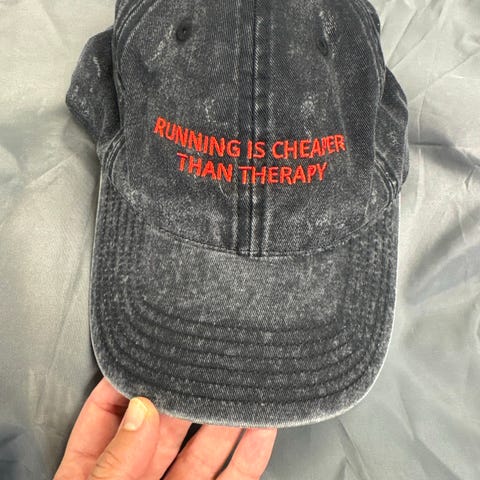 RUNNING IS CHEAPER
THAN THERAPY